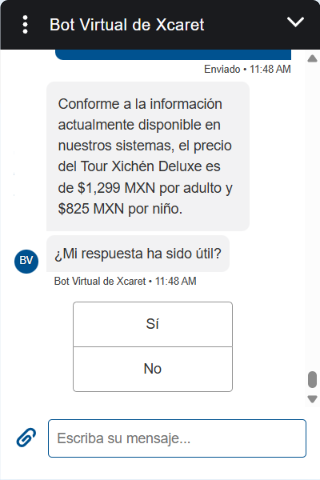 Bot Virtual de Xcaret
Enviado • 11:48 AM
Conforme a la información
actualmente disponible en
nuestros sistemas, el precio
del Tour Xichén Deluxe es
de $1,299 MXN por adulto y
$825 MXN por niño.
BV
¿Mi respuesta ha sido útil?
Bot Virtual de Xcaret • 11:48 AM
Sí
No
Escriba su mensaje...